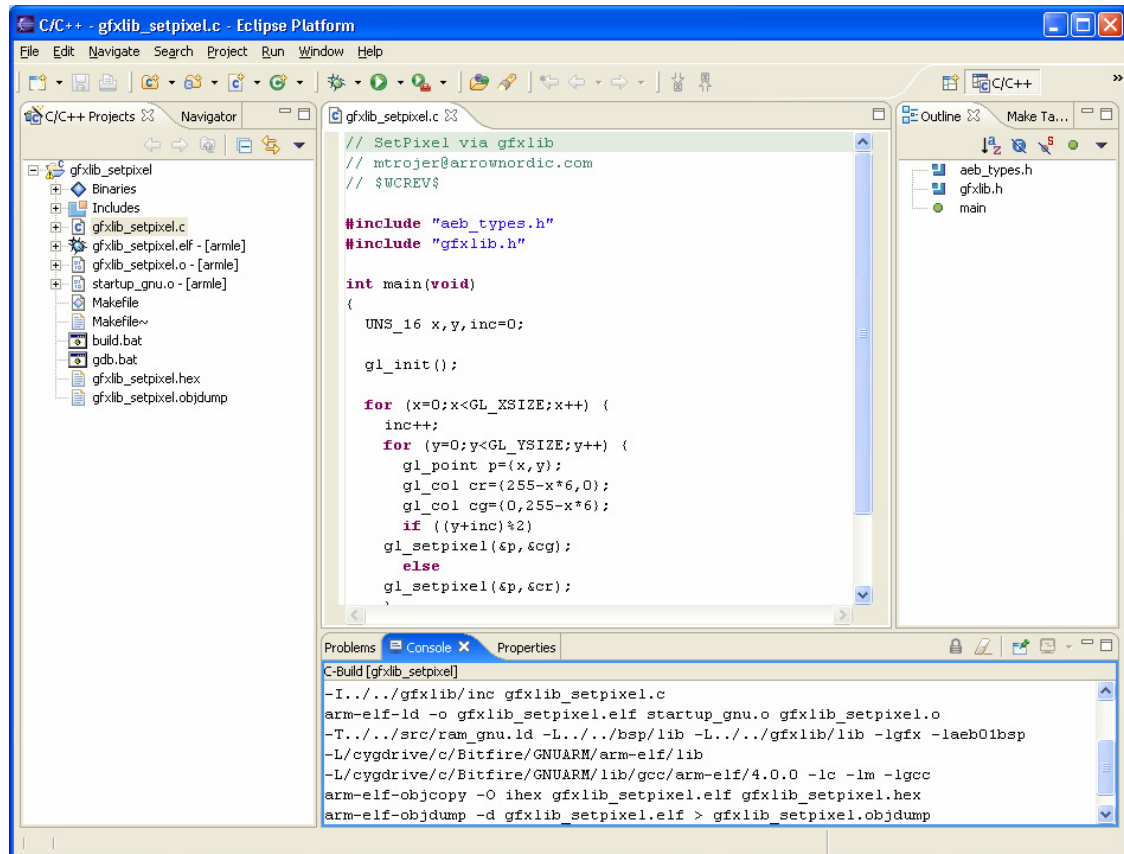 C/C++ - gfxlib_setpixel.c - Eclipse Platform
File Edit Navigate Search Project Run Window Help
C/C++
»
C/C++ Projects Navigator
gfxlib_setpixel
Binaries
Includes
gfxlib_setpixel.c
gfxlib_setpixel.elf - [armle]
gfxlib_setpixel.o - [armle]
startup_gnu.o - [armle]
Makefile
Makefile~
build.bat
gdb.bat
gfxlib_setpixel.hex
gfxlib_setpixel.objdump
gfxlib_setpixel.c
// SetPixel via gfxlib
// mtrojer@arrownordic.com
// $WCREV$
#include "aeb_types.h"
#include "gfxlib.h"
int main(void)
{
UNS_16 x,y,inc=0;
gl_init();
for (x=0;x<GL_XSIZE;x++) {
inc++;
for (y=0;y<GL_YSIZE;y++) {
gl_point p={x,y};
gl_col cr={255-x*6,0};
gl_col cg={0,255-x*6};
if ((y+inc)%2)
gl_setpixel(&p,&cg);
else
gl_setpixel(&p,&cr);
Outline Make Ta...
aeb_types.h
gfxlib.h
main
Problems Console Properties
C-Build [gfxlib_setpixel]
-I../../gfxlib/inc gfxlib_setpixel.c
arm-elf-ld -o gfxlib_setpixel.elf startup_gnu.o gfxlib_setpixel.o
-T../../src/ram_gnu.ld -L../../bsp/lib -L../../gfxlib/lib -lgfx -laeb01bsp
-L/cygdrive/c/Bitfire/GNUARM/arm-elf/lib
-L/cygdrive/c/Bitfire/GNUARM/lib/gcc/arm-elf/4.0.0 -lc -lm -lgcc
arm-elf-objcopy -O ihex gfxlib_setpixel.elf gfxlib_setpixel.hex
arm-elf-objdump -d gfxlib_setpixel.elf > gfxlib_setpixel.objdump